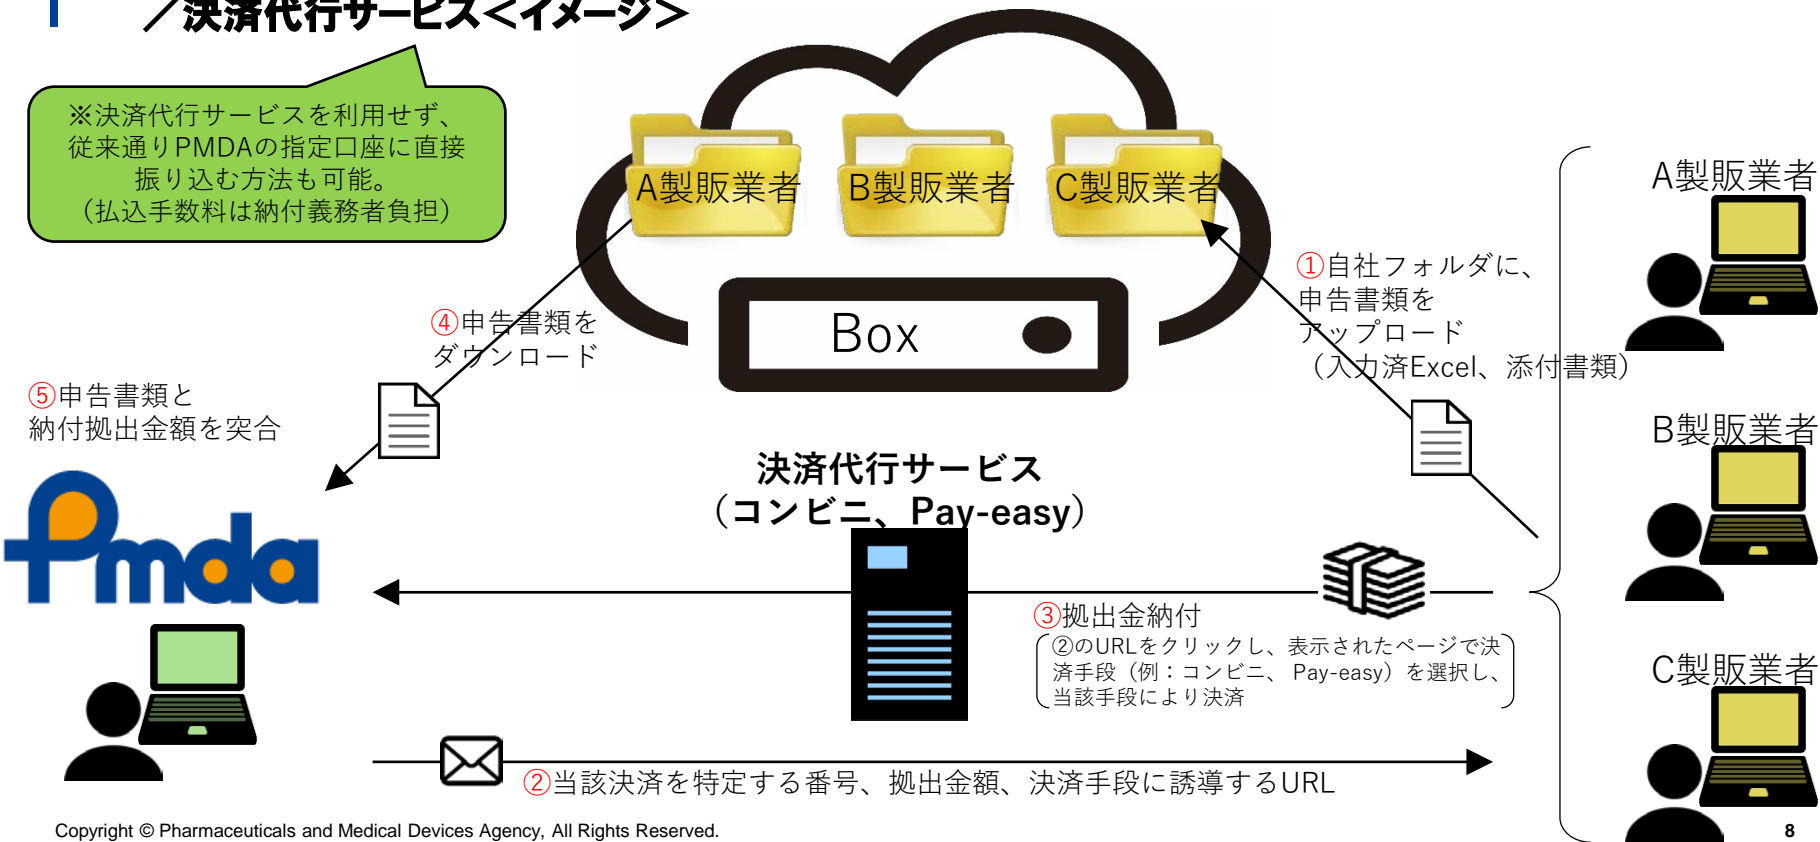 ／決済代行サービス＜イメージ＞
※決済代行サービスを利用せず、
従来通りPMDAの指定口座に直接
振り込む方法も可能。
（払込手数料は納付義務者負担）
A製販業者
B製販業者
C製販業者
Box
①自社フォルダに、
申告書類を
アップロード
（入力済Excel、添付書類）
A製販業者
B製販業者
C製販業者
④申告書類を
ダウンロード
⑤申告書類と
納付拠出金額を突合
Pmda
決済代行サービス
（コンビニ、Pay-easy）
③拠出金納付
②のURLをクリックし、表示されたページで決
済手段（例：コンビニ、 Pay-easy）を選択し、
当該手段により決済
②当該決済を特定する番号、拠出金額、決済手段に誘導するURL
Copyright © Pharmaceuticals and Medical Devices Agency, All Rights Reserved.
8